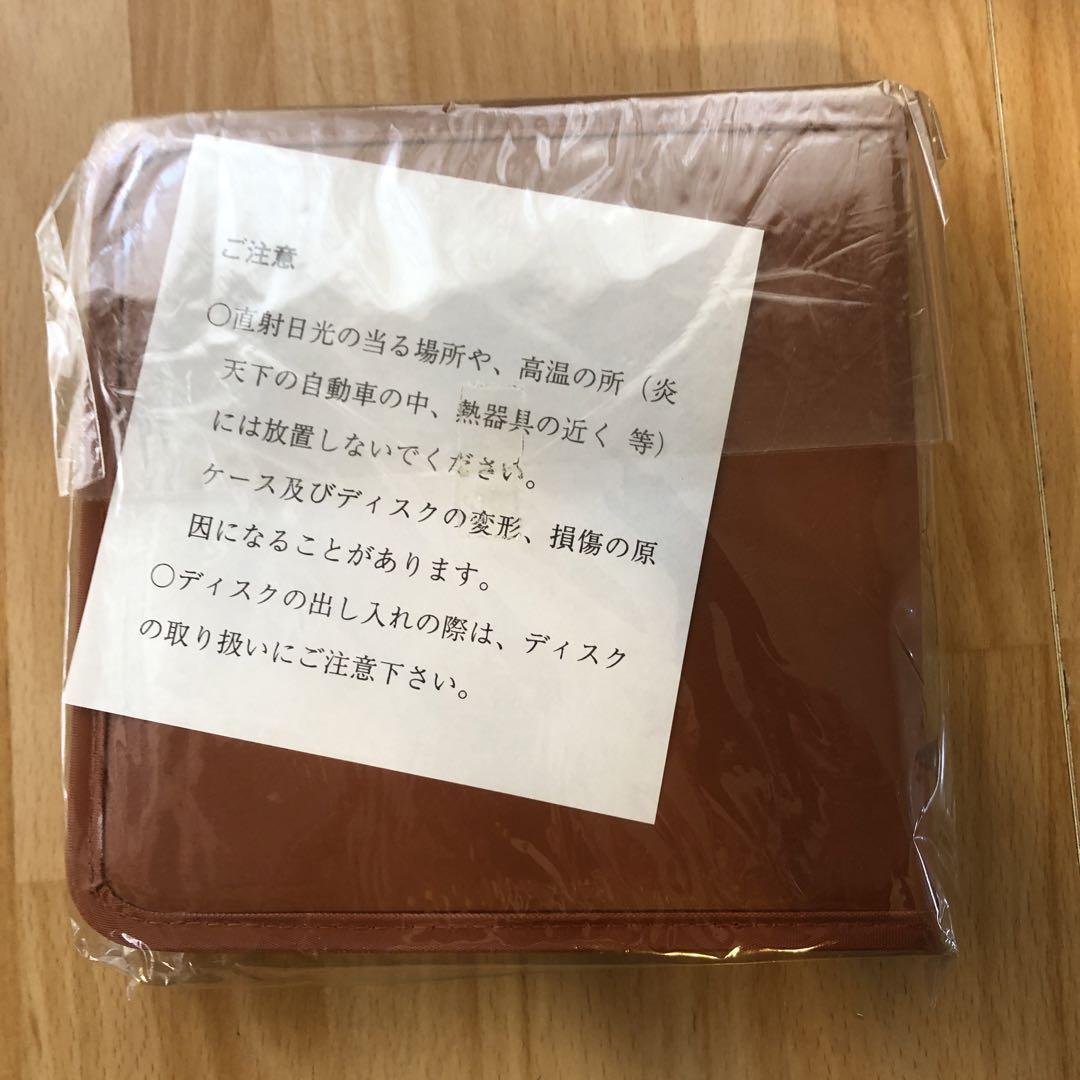 ご注意
○直射日光の当る場所や、高温の所（炎
天下の自動車の中、熱器具の近く 等）
には放置しないでください。
ケース及びディスクの変形、損傷の原
因になることがあります。
○ディスクの出し入れの際は、ディスク
の取り扱いにご注意下さい。